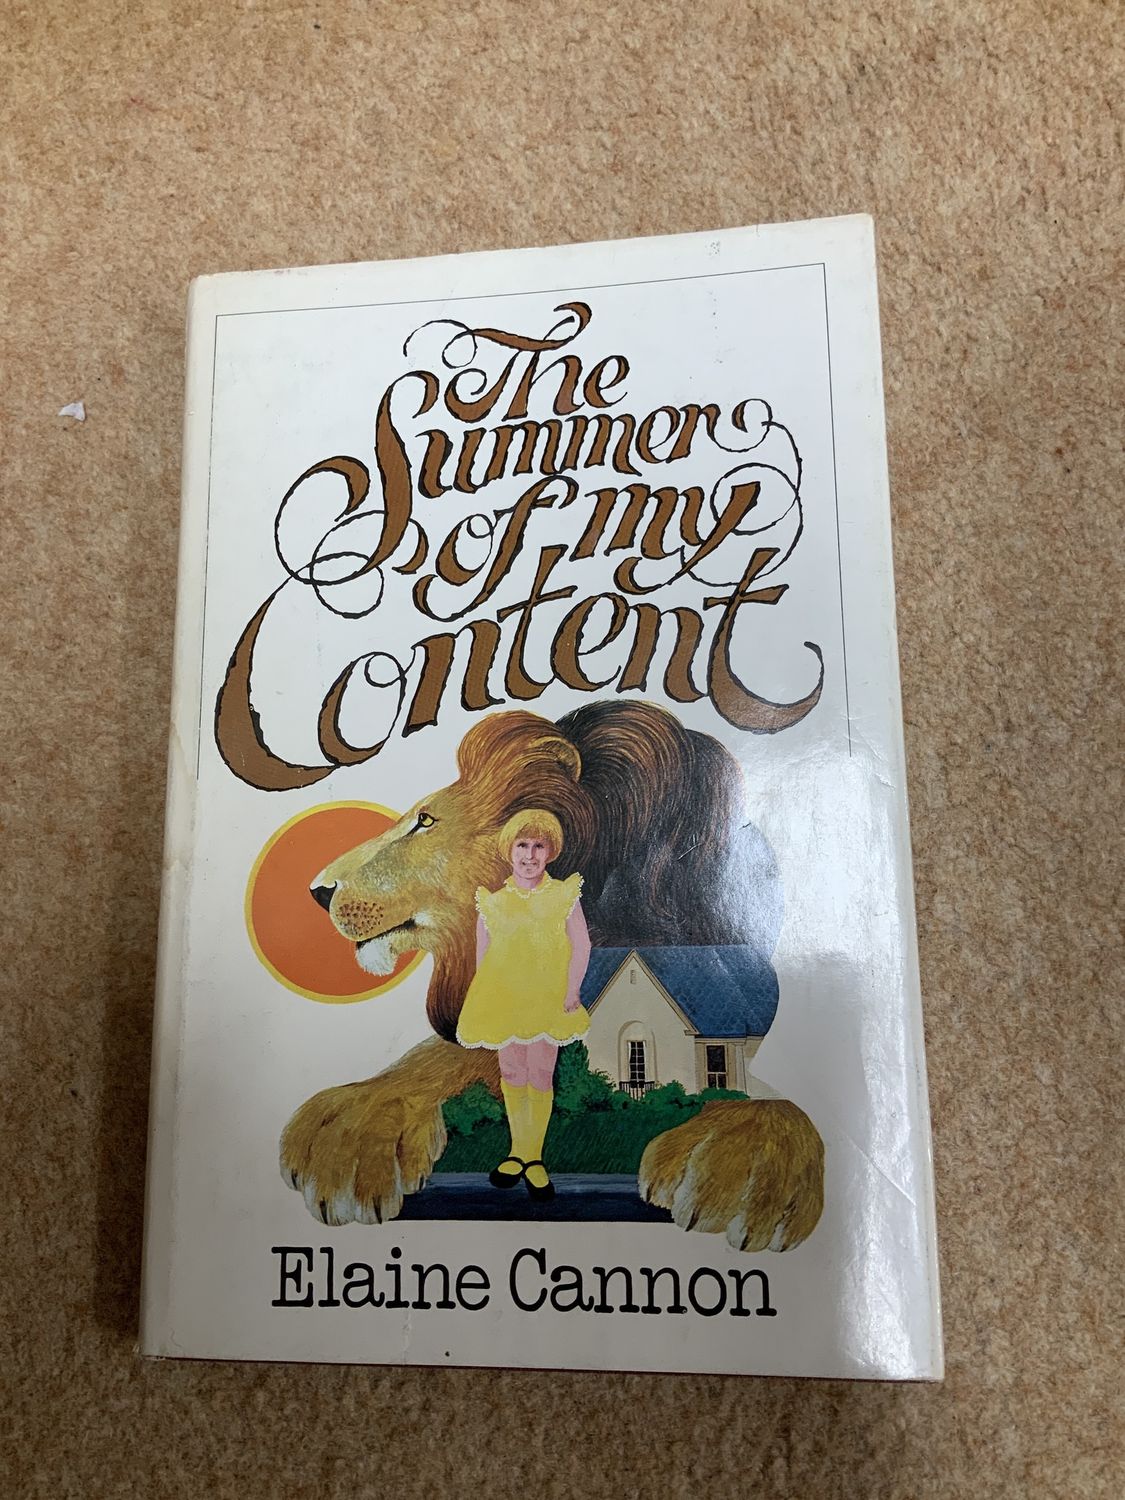 The
Summer
of my
Content
Elaine Cannon